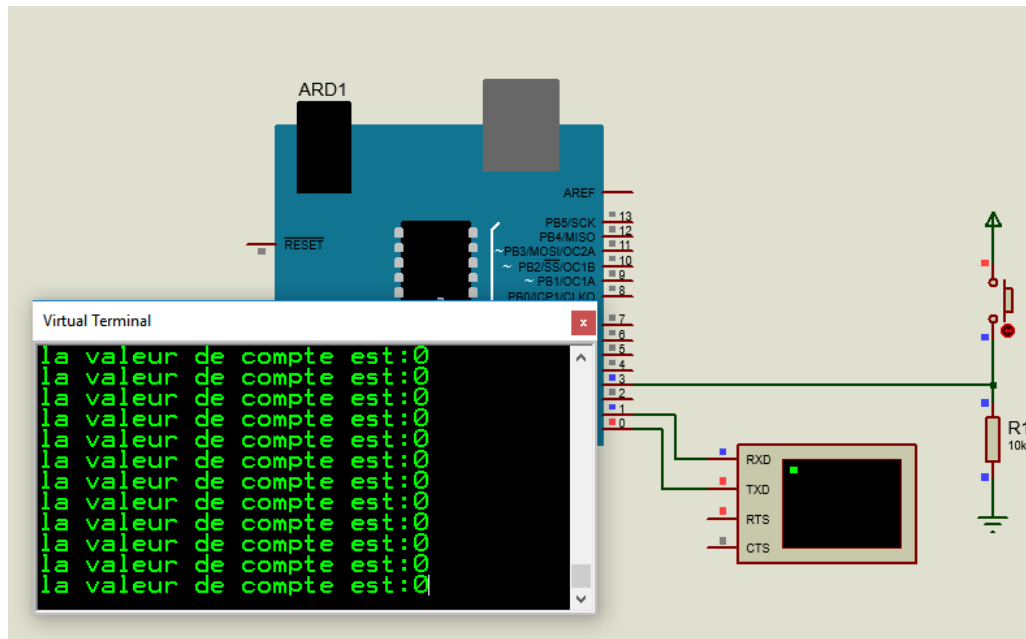 ARD1
AREF
PB5/SCK 13
PB4/MISO 12
~PB3/MOSI/OC2A 11
~ PB2/SS/OC1B 10
~ PB1/OC1A 9
PB0/ICP1/CLKO 8
RESET
7
6
5
4
3
2
1
0
Virtual Terminal
x
la valeur de compte est:0
la valeur de compte est:0
la valeur de compte est:0
la valeur de compte est:0
la valeur de compte est:0
la valeur de compte est:0
la valeur de compte est:0
la valeur de compte est:0
la valeur de compte est:0
la valeur de compte est:0
la valeur de compte est:0
la valeur de compte est:0
RXD
TXD
RTS
CTS
R1
10k